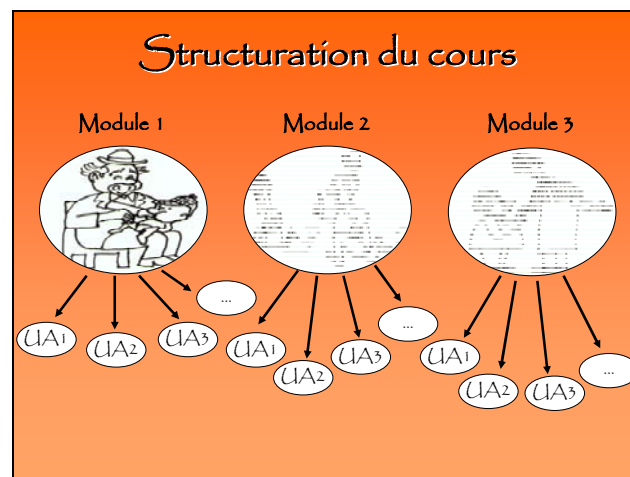 Structuration du cours
Module 1
Module 2
Module 3
...
UA1
UA2
UA3
...
UA1
UA2
UA3
...
UA1
UA2
UA3